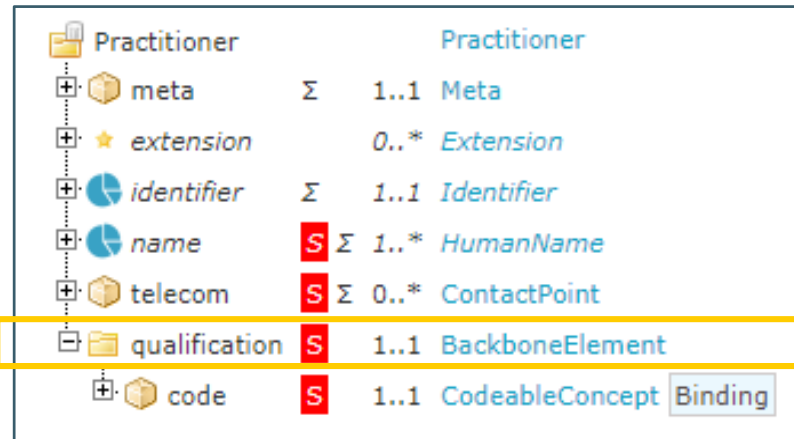 Practitioner Practitioner
meta Σ 1..1 Meta
extension 0..* Extension
identifier Σ 1..1 Identifier
name S Σ 1..* HumanName
telecom S Σ 0..* ContactPoint
qualification S 1..1 BackboneElement
code S 1..1 CodeableConcept Binding